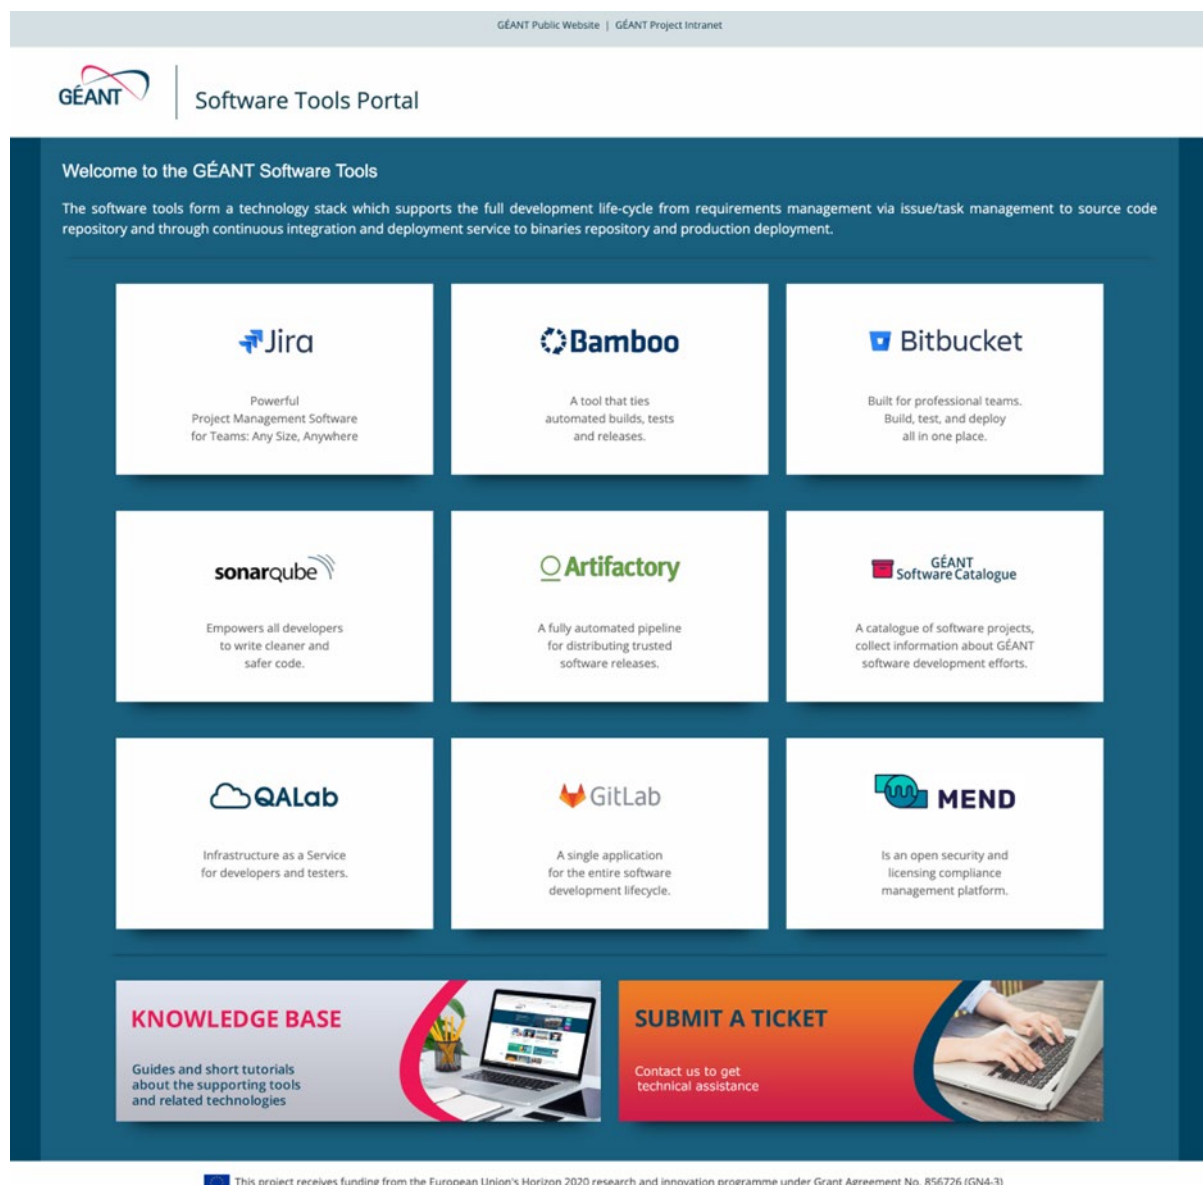 GÉANT Public Website | GÉANT Project Intranet
GÉANT
Software Tools Portal
Welcome to the GÉANT Software Tools
The software tools form a technology stack which supports the full development life-cycle from requirements management via issue/task management to source code
repository and through continuous integration and deployment service to binaries repository and production deployment.
Jira
Powerful
Project Management Software
for Teams: Any Size, Anywhere
Bamboo
A tool that ties
automated builds, tests
and releases.
Bitbucket
Built for professional teams.
Build, test, and deploy
all in one place.
sonarqube
Empowers all developers
to write cleaner and
safer code.
Artifactory
A fully automated pipeline
for distributing trusted
software releases.
GÉANT
Software Catalogue
A catalogue of software projects,
collect information about GÉANT
software development efforts.
QALab
Infrastructure as a Service
for developers and testers.
GitLab
A single application
for the entire software
development lifecycle.
MEND
Is an open security and
licensing compliance
management platform.
KNOWLEDGE BASE
Guides and short tutorials
about the supporting tools
and related technologies
SUBMIT A TICKET
Contact us to get
technical assistance
This project receives funding from the European Union's Horizon 2020 research and innovation programme under Grant Agreement No. 856726 (GN4-3)